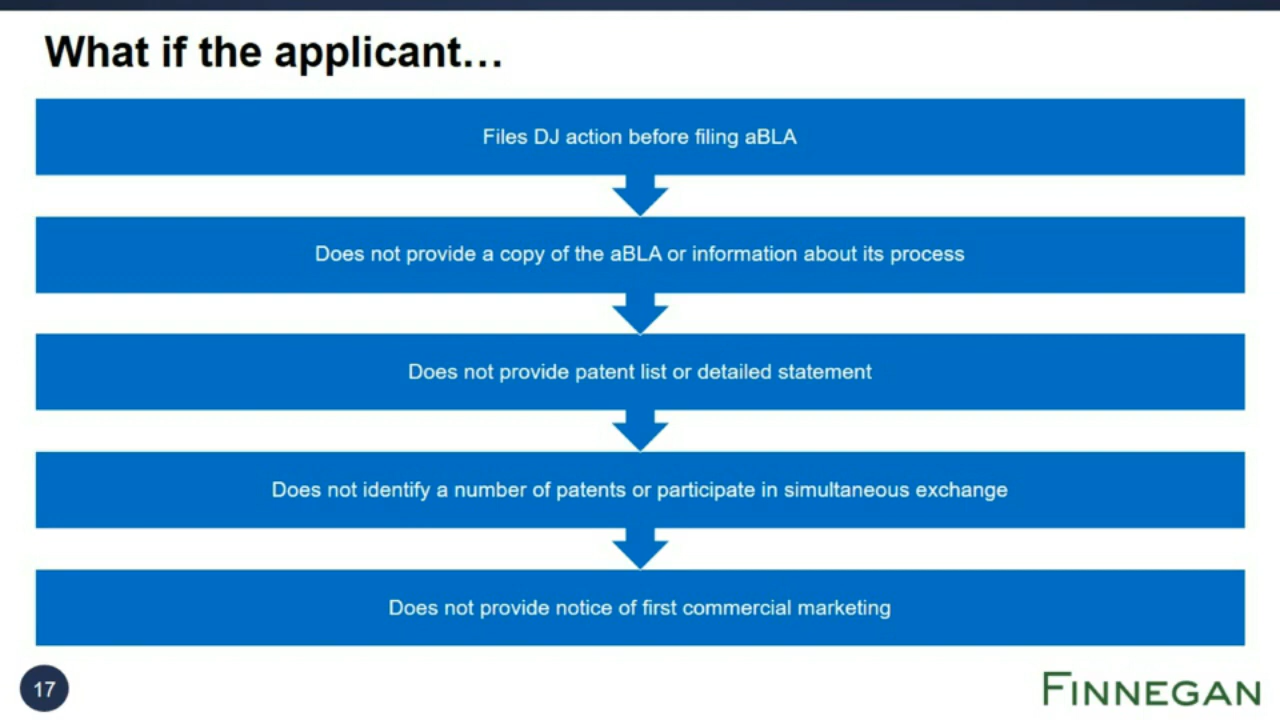 What if the applicant…
Files DJ action before filing aBLA
Does not provide a copy of the aBLA or information about its process
Does not provide patent list or detailed statement
Does not identify a number of patents or participate in simultaneous exchange
Does not provide notice of first commercial marketing
17
FINNEGAN